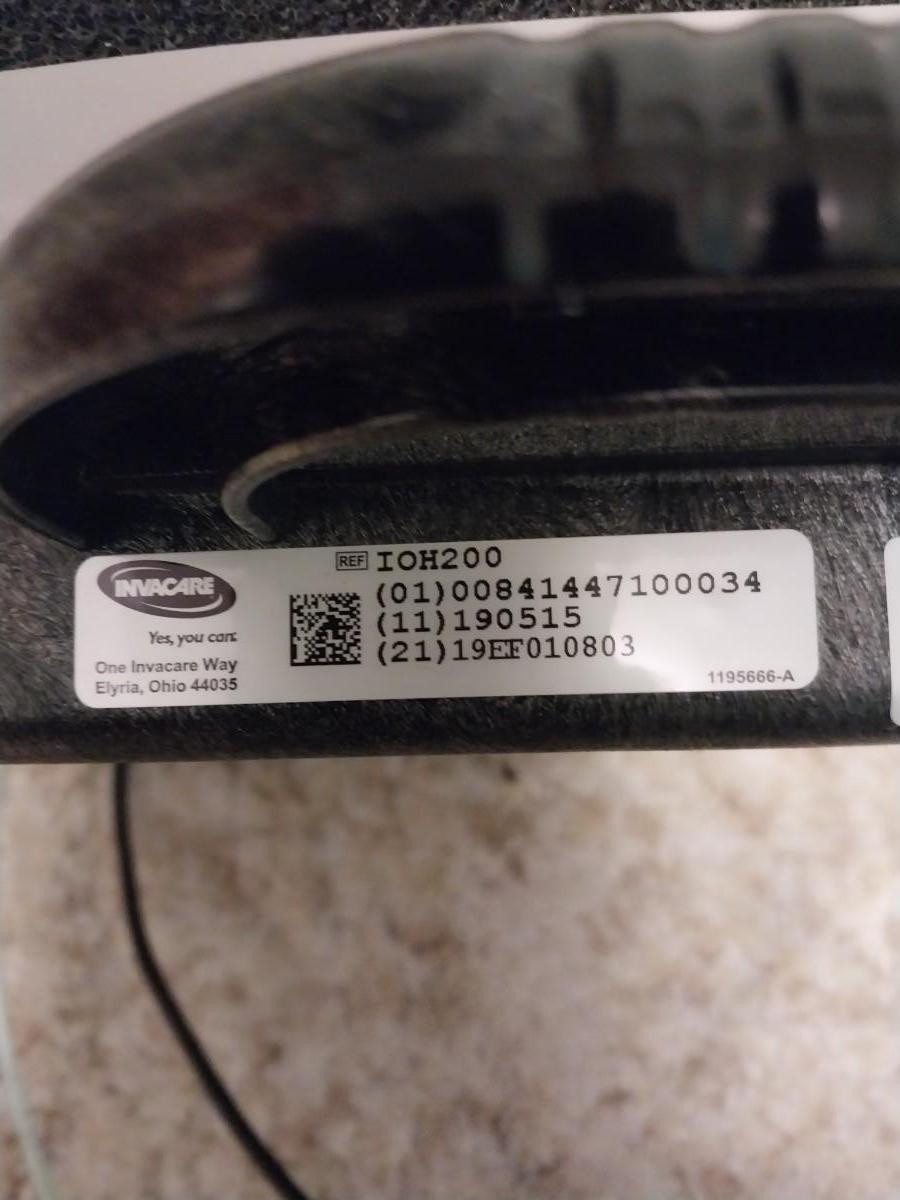 INVACARE
Yes, you can.
One Invacare Way
Elyria, Ohio 44035
REF IOH200
(01)00841447100034
(11)190515
(21)19EF010803
1195666-A